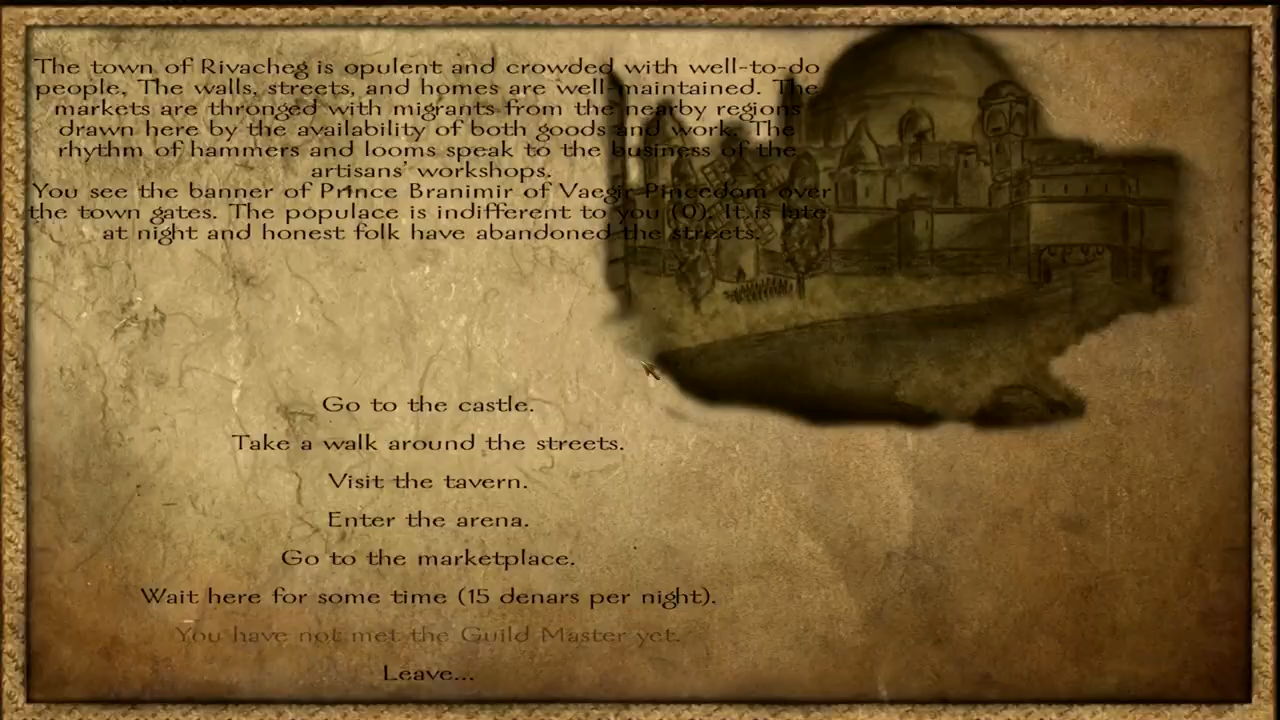 The town of Rivacheg is opulent and crowded with well-to-do
people, The walls, streets, and homes are well-maintained. The
markets are thronged with migrants from the nearby regions
drawn here by the availability of both goods and work. The
rhythm of hammers and looms speak to the business of the
artisans' workshops.
You see the banner of Prince Branimir of Vaegir Pincedom over
the town gates. The populace is indifferent to you (0). It is late
at night and honest folk have abandoned the streets.
Go to the castle.
Take a walk around the streets.
Visit the tavern.
Enter the arena.
Go to the marketplace.
Wait here for some time (15 denars per night).
You have not met the Guild Master yet.
Leave...